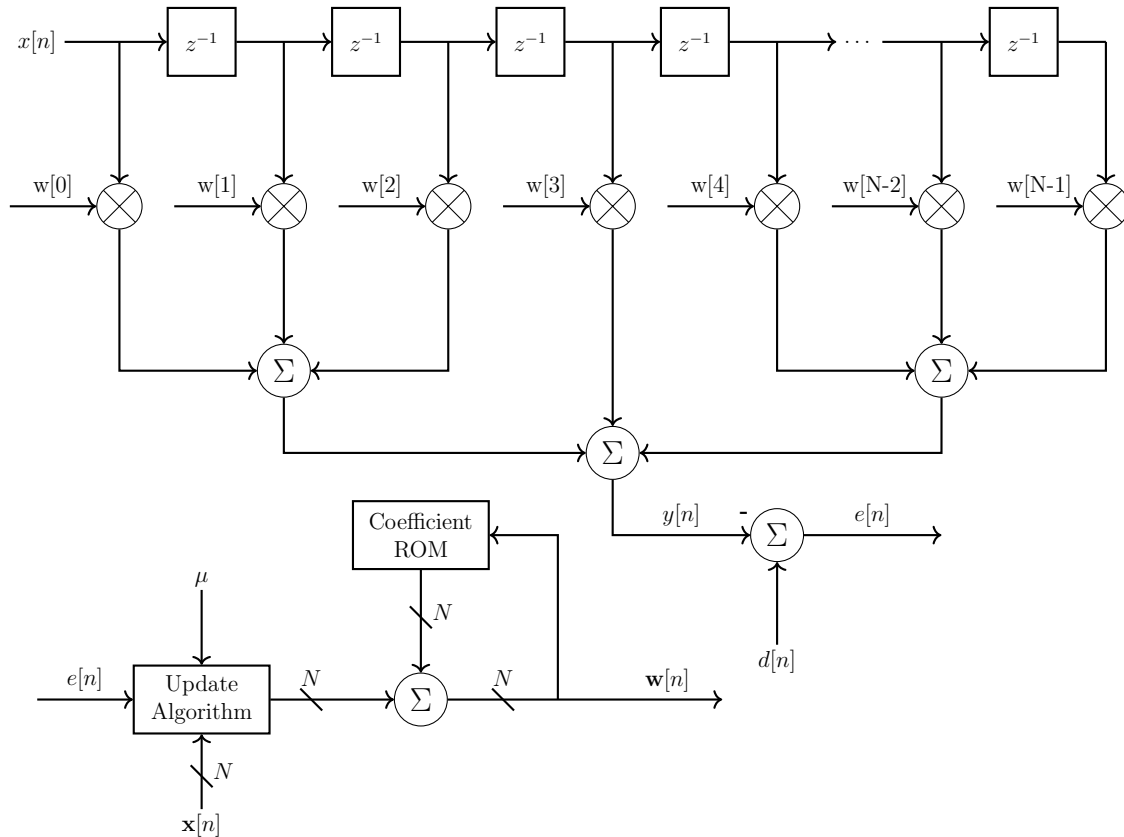 x[n] z⁻¹ z⁻¹ z⁻¹ z⁻¹ ··· z⁻¹
w[0] w[1] w[2] w[3] w[4] w[N-2] w[N-1]
Σ Σ
Σ
Coefficient
ROM
y[n] - Σ e[n]
μ N
d[n]
e[n] Update
Algorithm N Σ N w[n]
N
x[n]